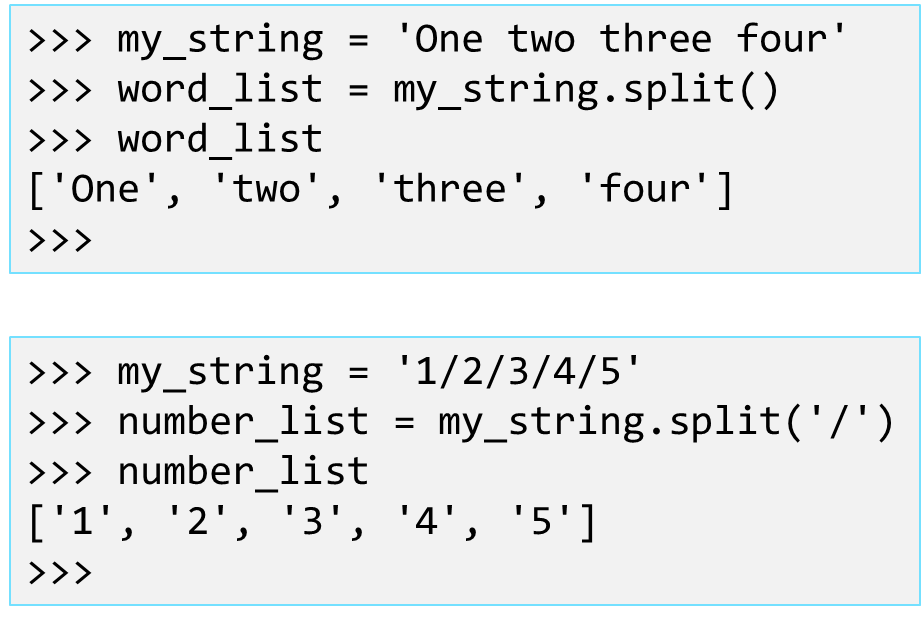 >>> my_string = 'One two three four'
>>> word_list = my_string.split()
>>> word_list
['One', 'two', 'three', 'four']
>>>
>>> my_string = '1/2/3/4/5'
>>> number_list = my_string.split('/')
>>> number_list
['1', '2', '3', '4', '5']
>>>